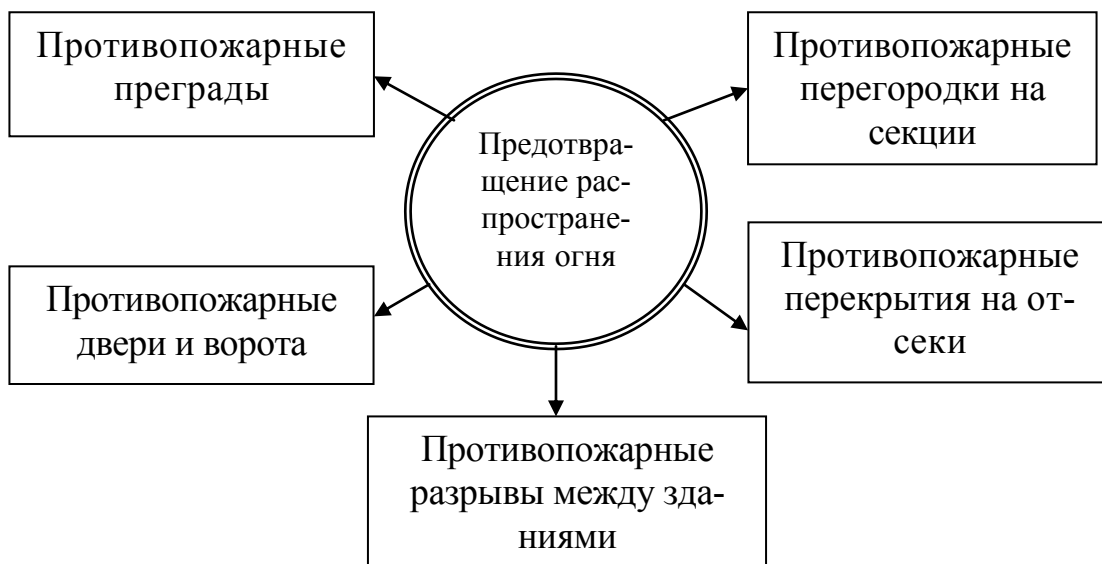 Противопожарные
преграды
Противопожарные
перегородки на
секции
Предотвра-
щение рас-
простране-
ния огня
Противопожарные
двери и ворота
Противопожарные
перекрытия на от-
секи
Противопожарные
разрывы между зда-
ниями